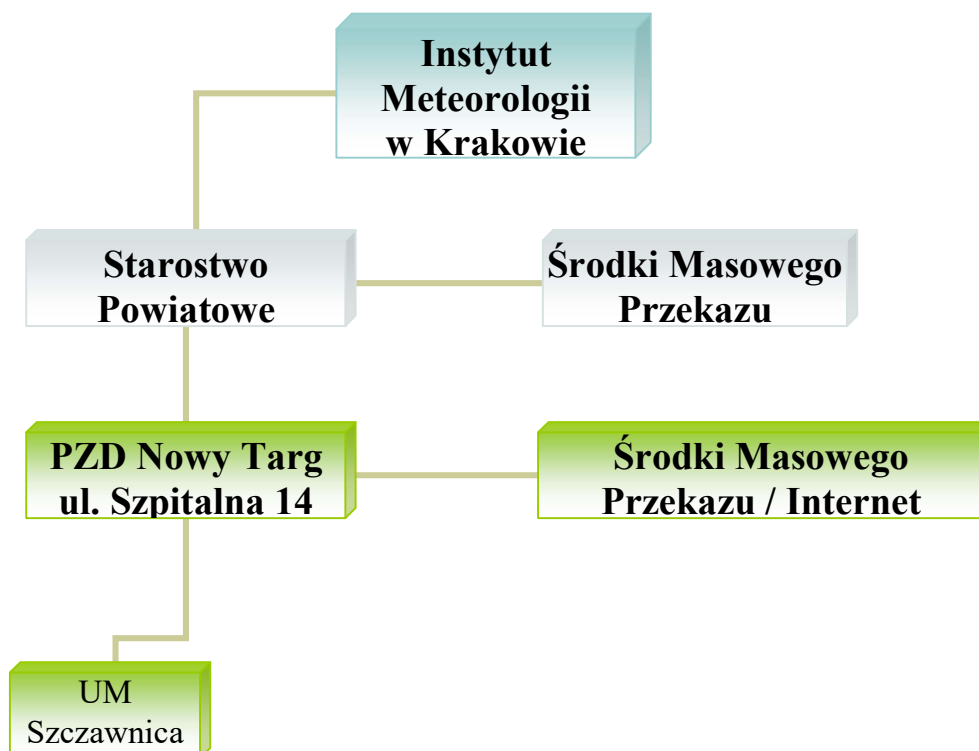 Instytut
Meteorologii
w Krakowie
Starostwo
Powiatowe
Środki Masowego
Przekazu
PZD Nowy Targ
ul. Szpitalna 14
Środki Masowego
Przekazu / Internet
UM
Szczawnica